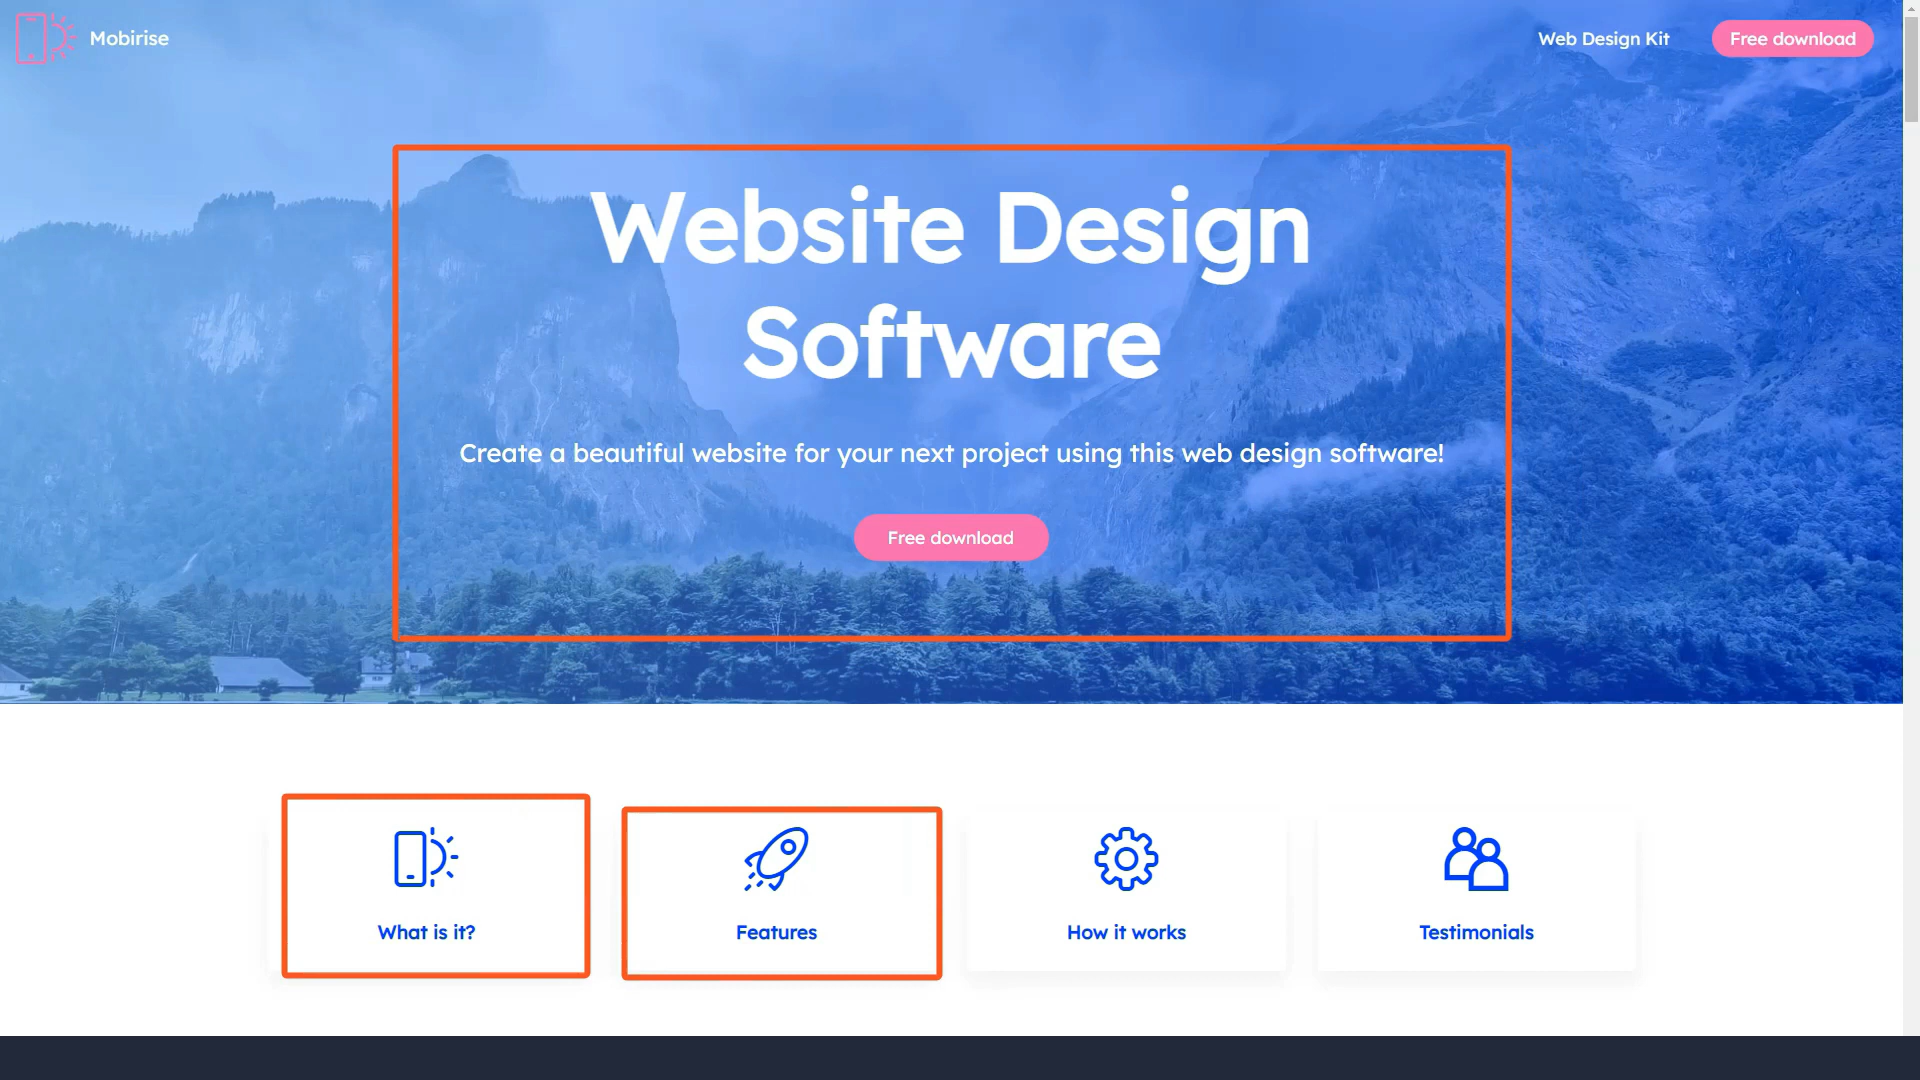 Mobirise
Web Design Kit
Free download
Website Design
Software
Create a beautiful website for your next project using this web design software!
Free download
What is it?
Features
How it works
Testimonials